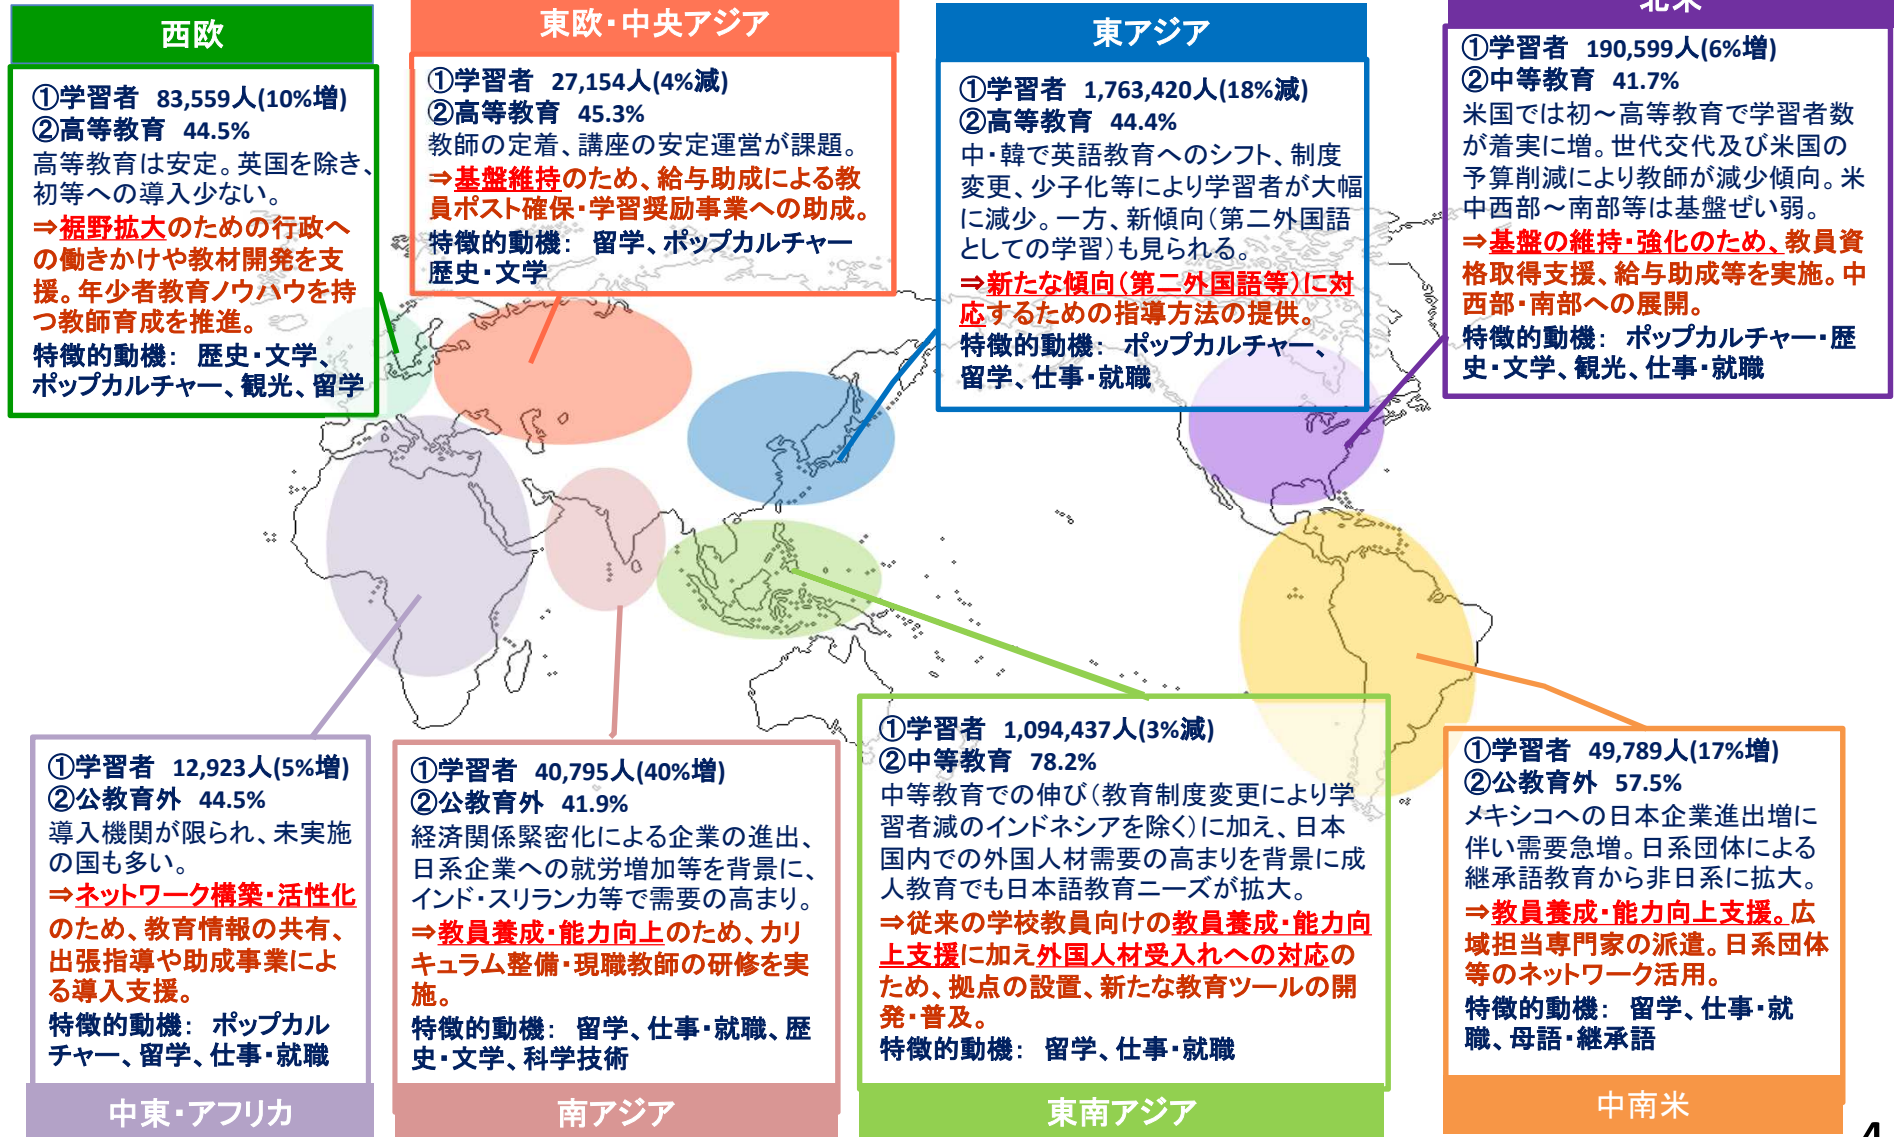 西欧
①学習者 83,559人(10%増)
②高等教育 44.5%
高等教育は安定。英国を除き、
初等への導入少ない。
⇒裾野拡大のための行政へ
の働きかけや教材開発を支
援。年少者教育ノウハウを持
つ教師育成を推進。
特徴的動機： 歴史・文学、
ポップカルチャー、観光、留学
東欧・中央アジア
①学習者 27,154人(4%減)
②高等教育 45.3%
教師の定着、講座の安定運営が課題。
⇒基盤維持のため、給与助成による教
員ポスト確保・学習奨励事業への助成。
特徴的動機： 留学、ポップカルチャー
歴史・文学
東アジア
①学習者 1,763,420人(18%減)
②高等教育 44.4%
中・韓で英語教育へのシフト、制度
変更、少子化等により学習者が大幅
に減少。一方、新傾向（第二外国語
としての学習）も見られる。
⇒新たな傾向（第二外国語等）に対
応するための指導方法の提供。
特徴的動機： ポップカルチャー、
留学、仕事・就職
北米
①学習者 190,599人(6%増)
②中等教育 41.7%
米国では初～高等教育で学習者数
が着実に増。世代交代及び米国の
予算削減により教師が減少傾向。米
中西部～南部等は基盤ぜい弱。
⇒基盤の維持・強化のため、教員資
格取得支援、給与助成等を実施。中
西部・南部への展開。
特徴的動機： ポップカルチャー・歴
史・文学、観光、仕事・就職
①学習者 12,923人(5%増)
②公教育外 44.5%
導入機関が限られ、未実施
の国も多い。
⇒ネットワーク構築・活性化
のため、教育情報の共有、
出張指導や助成事業によ
る導入支援。
特徴的動機： ポップカル
チャー、留学、仕事・就職
中東・アフリカ
①学習者 40,795人(40%増)
②公教育外 41.9%
経済関係緊密化による企業の進出、
日系企業への就労増加等を背景に、
インド・スリランカ等で需要の高まり。
⇒教員養成・能力向上のため、カリ
キュラム整備・現職教師の研修を実
施。
特徴的動機： 留学、仕事・就職、歴
史・文学、科学技術
南アジア
①学習者 1,094,437人(3%減)
②中等教育 78.2%
中等教育での伸び（教育制度変更により学
習者減のインドネシアを除く）に加え、日本
国内での外国人材需要の高まりを背景に成
人教育でも日本語教育ニーズが拡大。
⇒従来の学校教員向けの教員養成・能力向
上支援に加え外国人材受入れへの対応の
ため、拠点の設置、新たな教育ツールの開
発・普及。
特徴的動機： 留学、仕事・就職
東南アジア
①学習者 49,789人(17%増)
②公教育外 57.5%
メキシコへの日本企業進出増に
伴い需要急増。日系団体による
継承語教育から非日系に拡大。
⇒教員養成・能力向上支援。広
域担当専門家の派遣。日系団体
等のネットワーク活用。
特徴的動機： 留学、仕事・就
職、母語・継承語
中南米
4